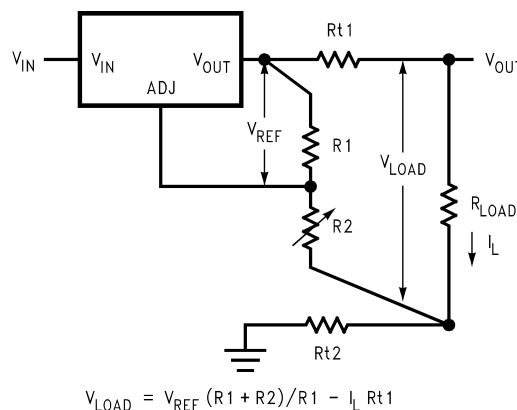 Rt1
V_IN
V_IN
V_OUT
V_OUT
ADJ
V_REF
R1
V_LOAD
R2
R_LOAD
I_L
Rt2
V_LOAD = V_REF (R1 + R2)/R1 - I_L Rt1